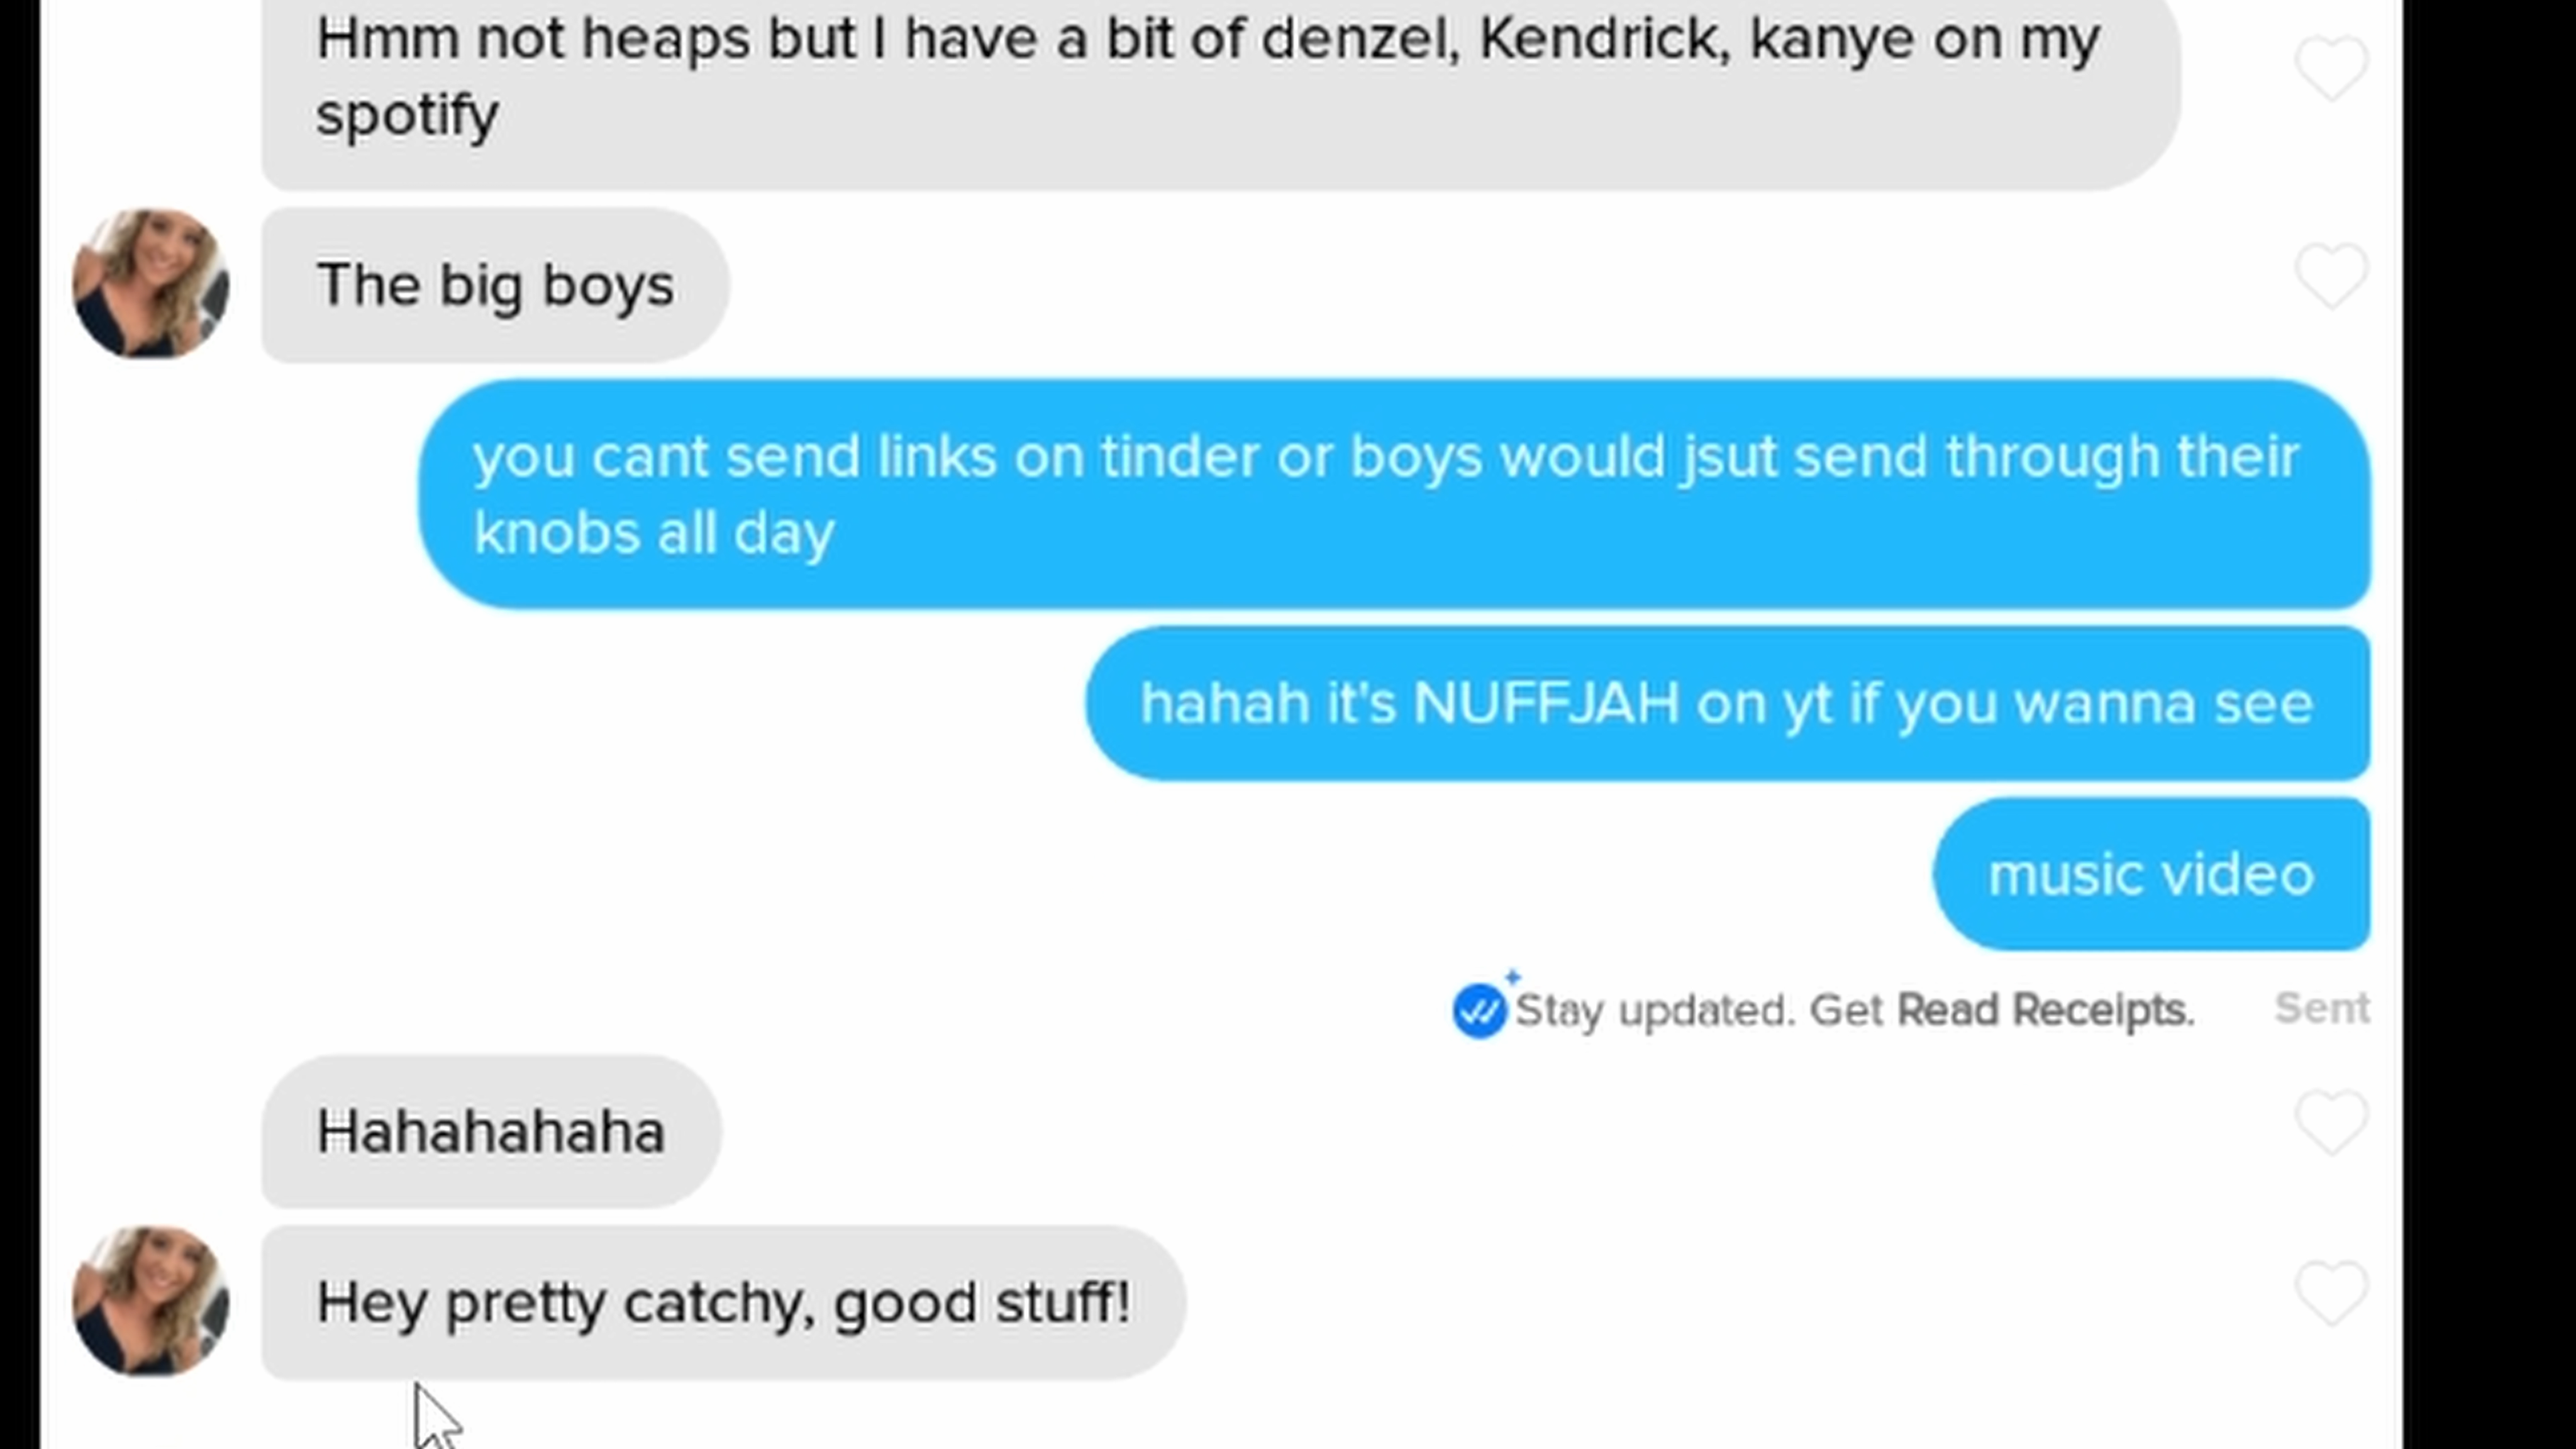 Hmm not heaps but I have a bit of denzel, Kendrick, kanye on my
spotify
The big boys
you cant send links on tinder or boys would jsut send through their
knobs all day
hahah it's NUFFJAH on yt if you wanna see
music video
Stay updated. Get Read Receipts. Sent
Hahahahaha
Hey pretty catchy, good stuff!